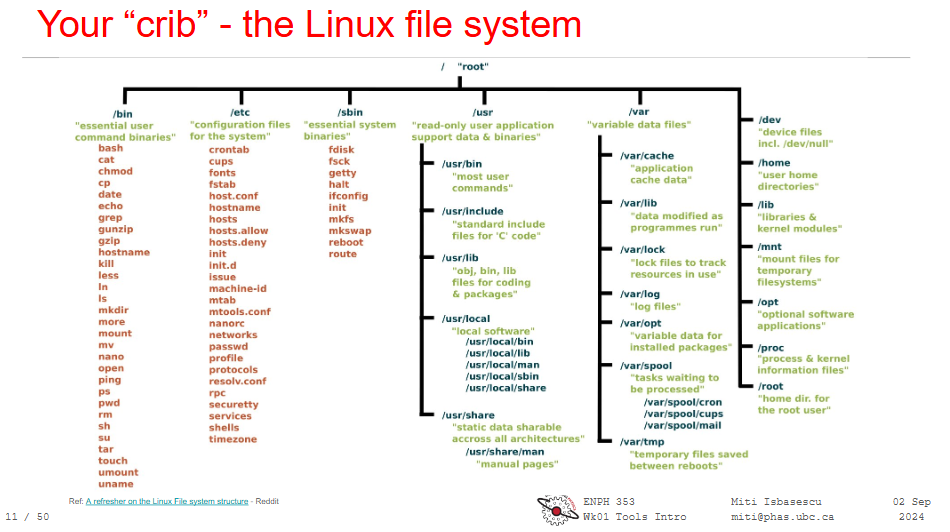 Your “crib” - the Linux file system
/ "root"
/bin
"essential user
command binaries"
bash
cat
chmod
cp
date
echo
grep
gunzip
gzip
hostname
kill
less
ln
ls
mkdir
more
mount
mv
nano
open
ping
ps
pwd
rm
sh
su
tar
touch
umount
uname
/etc
"configuration files
for the system"
crontab
cups
fonts
fstab
host.conf
hostname
hosts
hosts.allow
hosts.deny
init
init.d
issue
machine-id
mtab
mtools.conf
nanorc
networks
passwd
profile
protocols
resolv.conf
rpc
securetty
services
shells
timezone
/sbin
"essential system
binaries"
fdisk
fsck
getty
halt
ifconfig
init
mkfs
mkswap
reboot
route
/usr
"read-only user application
support data & binaries"
/usr/bin
"most user
commands"
/usr/include
"standard include
files for 'C' code"
/usr/lib
"obj, bin, lib
files for coding
& packages"
/usr/local
"local software"
/usr/local/bin
/usr/local/lib
/usr/local/man
/usr/local/sbin
/usr/local/share
/usr/share
"static data sharable
accross all architectures"
/usr/share/man
"manual pages"
/var
"variable data files"
/var/cache
"application
cache data"
/var/lib
"data modified as
programmes run"
/var/lock
"lock files to track
resources in use"
/var/log
"log files"
/var/opt
"variable data for
installed packages"
/var/spool
"tasks waiting to
be processed"
/var/spool/cron
/var/spool/cups
/var/spool/mail
/var/tmp
"temporary files saved
between reboots"
/dev
"device files
incl. /dev/null"
/home
"user home
directories"
/lib
"libraries &
kernel modules"
/mnt
"mount files for
temporary
filesystems"
/opt
"optional software
applications"
/proc
"process & kernel
information files"
/root
"home dir. for
the root user"
Ref: A refresher on the Linux File system structure - Reddit
11 / 50
ENPH 353
Wk01 Tools Intro
Miti Isbasescu
miti@phas.ubc.ca
02 Sep
2024